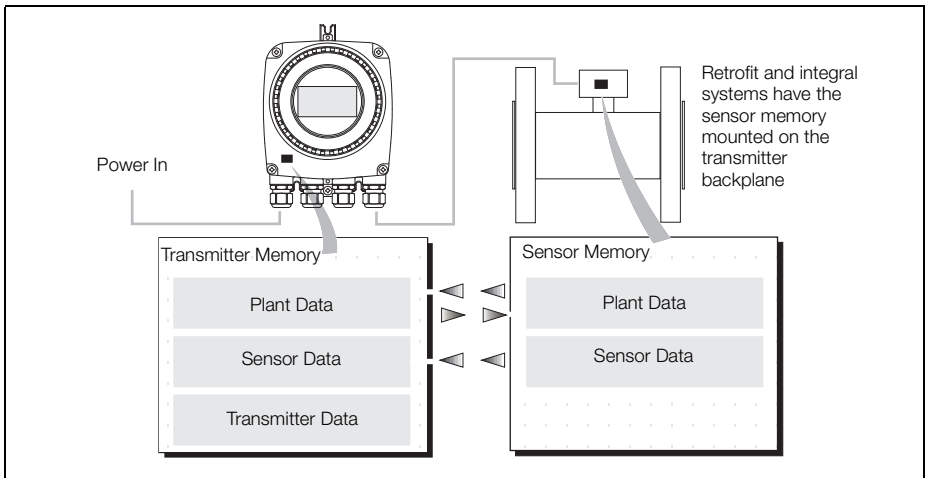 Retrofit and integral
systems have the
sensor memory
mounted on the
transmitter
backplane
Power In
Transmitter Memory
Plant Data
Sensor Data
Transmitter Data
Sensor Memory
Plant Data
Sensor Data